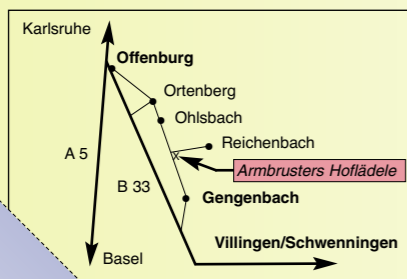 Karlsruhe
Offenburg
Ortenberg
Ohlsbach
Reichenbach
A 5
x
Armbrusters Hoflädele
B 33
Gengenbach
Villingen/Schwenningen
Basel